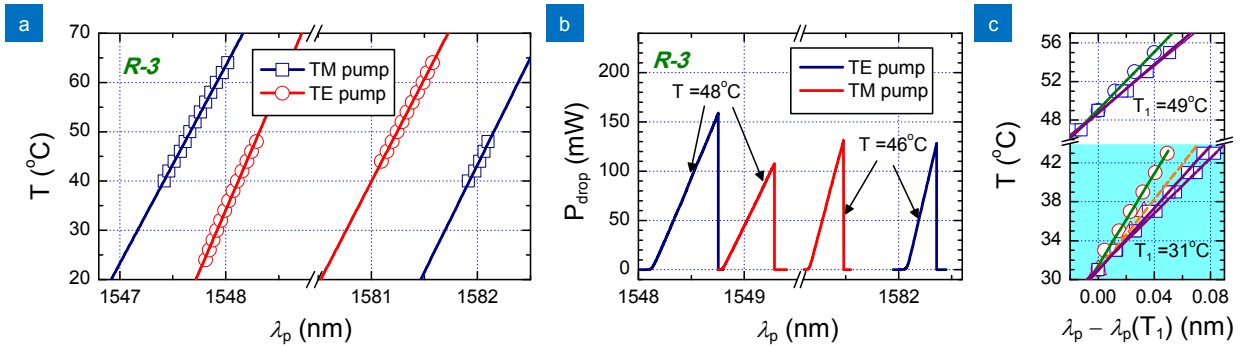 a
R-3
TM pump
TE pump
T (°C)
70
60
50
40
30
20
1547
1548
1581
1582
λp (nm)
b
R-3
TE pump
TM pump
T =48°C
T =46°C
Pdrop (mW)
200
150
100
50
0
1548
1549
1582
λp (nm)
c
T1 =49°C
T1 =31°C
T (°C)
56
52
48
42
38
34
30
0.00
0.04
0.08
λp – λp(T1) (nm)